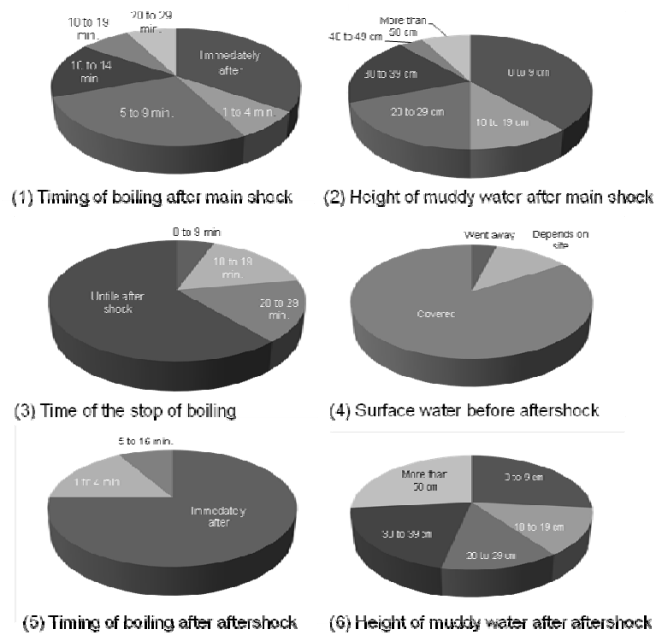 20 to 29
min.
10 to 19
min.
10 to 14
min
5 to 9 min.
Immediately
after
1 to 4 min
(1) Timing of boiling after main shock
More than
50 cm
40 to 49 cm
30 to 39 cm
20 to 29 cm
0 to 9 cm
10 to 19 cm
(2) Height of muddy water after main shock
0 to 9 min
10 to 19
min.
20 to 29
min.
Untile after
shock
(3) Time of the stop of boiling
Went away
Depends on
site
Covered
(4) Surface water before aftershock
5 to 16 min.
1 to 4 min
Immediately
after
(5) Timing of boiling after aftershock
More than
50 cm
0 to 9 cm
10 to 19 cm
30 to 39 cm
20 to 29 cm
(6) Height of muddy water after aftershock